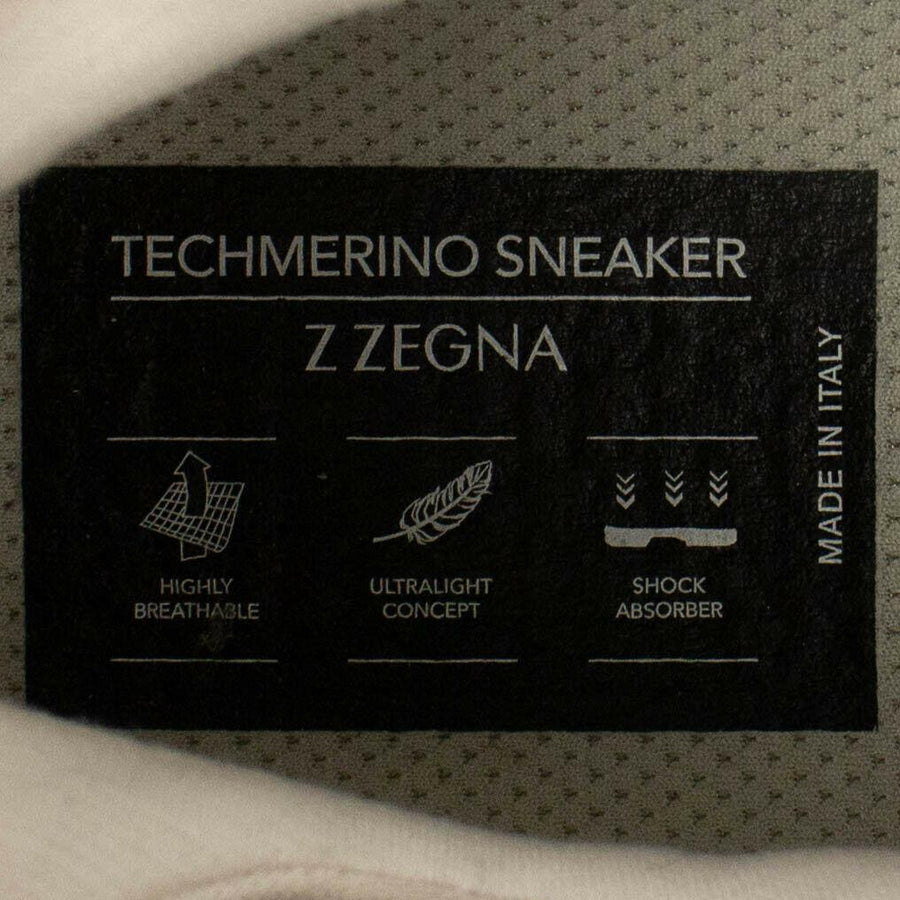 TECHMERINO SNEAKER
Z ZEGNA
HIGHLY
BREATHABLE
ULTRALIGHT
CONCEPT
SHOCK
ABSORBER
MADE IN ITALY